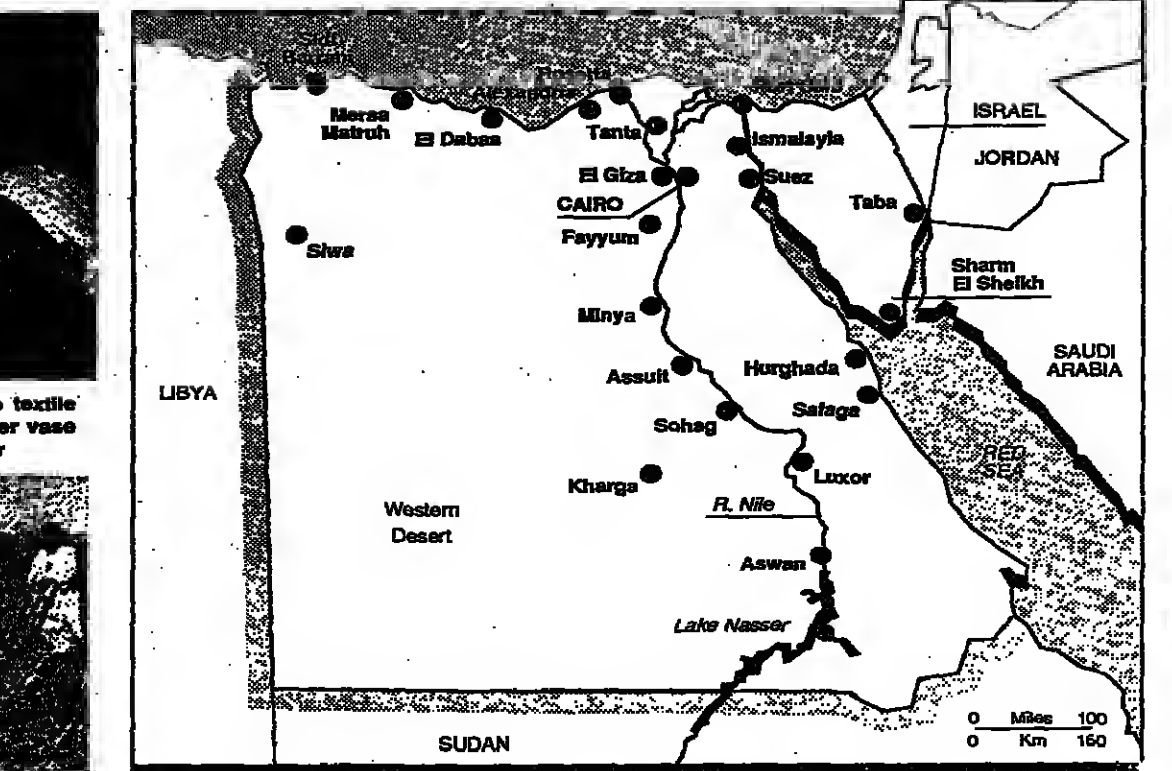 textile
vase
Rosetta
Alexandria
Mersa
Matruh
El Dabaa
Tanta
Ismalayia
ISRAEL
JORDAN
El Giza
Suez
CAIRO
Taba
Fayyum
Siwa
Sharm
El Sheikh
Minya
SAUDI
ARABIA
LIBYA
Assuit
Hurghada
Safaga
Sohag
RED
SEA
Kharga
Luxor
Western
Desert
R. Nile
Aswan
Lake Nasser
SUDAN
0 Miles 100
0 Km 160